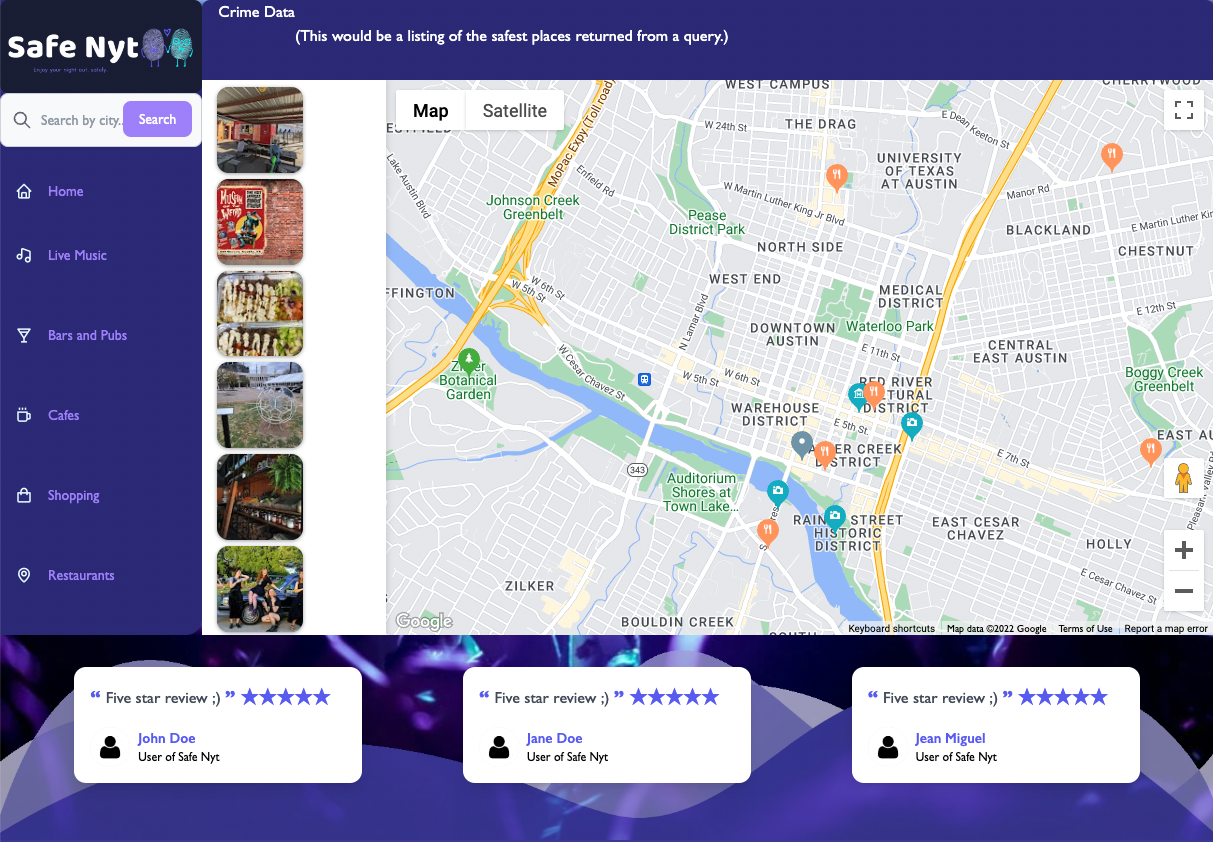 Safe Nyt
Enjoy your night out, safely.
Search by city..
Search
Home
Live Music
Bars and Pubs
Cafes
Shopping
Restaurants
Crime Data
(This would be a listing of the safest places returned from a query.)
Map
Satellite
WEST CAMPUS
CHERRYWOOD
THE DRAG
W 24th St
E Dean Keeton St
MoPac Expy (Toll road)
Lake Austin Blvd
Enfield Rd
UNIVERSITY
OF TEXAS
AT AUSTIN
Manor Rd
W Martin Luther King Jr Blvd
E Martin Luther King
Johnson Creek
Greenbelt
Pease
District Park
BLACKLAND
NORTH SIDE
CHESTNUT
WEST END
W 6th St
W 5th St
FFINGTON
MEDICAL
DISTRICT
N Lamar Blvd
E 12th St
DOWNTOWN
AUSTIN
Waterloo Park
E 11th St
CENTRAL
EAST AUSTIN
W Cesar Chavez St
Botanical
Garden
W 5th St
W 6th St
RED RIVER
DISTRICT
Boggy Creek
Greenbelt
WAREHOUSE
DISTRICT
E 5th St
E 7th St
EAST AU
ER CREEK
DISTRICT
343
Auditorium
Shores at
Town Lake...
STREET
HISTORIC
DISTRICT
EAST CESAR
CHAVEZ
Pleasant Valley Rd
HOLLY
E Cesar Chavez St
ZILKER
BOULDIN CREEK
SOUTH
Google
Keyboard shortcuts
Map data ©2022 Google
Terms of Use
Report a map error
“ Five star review ;) ” ★★★★★
John Doe
User of Safe Nyt
“ Five star review ;) ” ★★★★★
Jane Doe
User of Safe Nyt
“ Five star review ;) ” ★★★★★
Jean Miguel
User of Safe Nyt